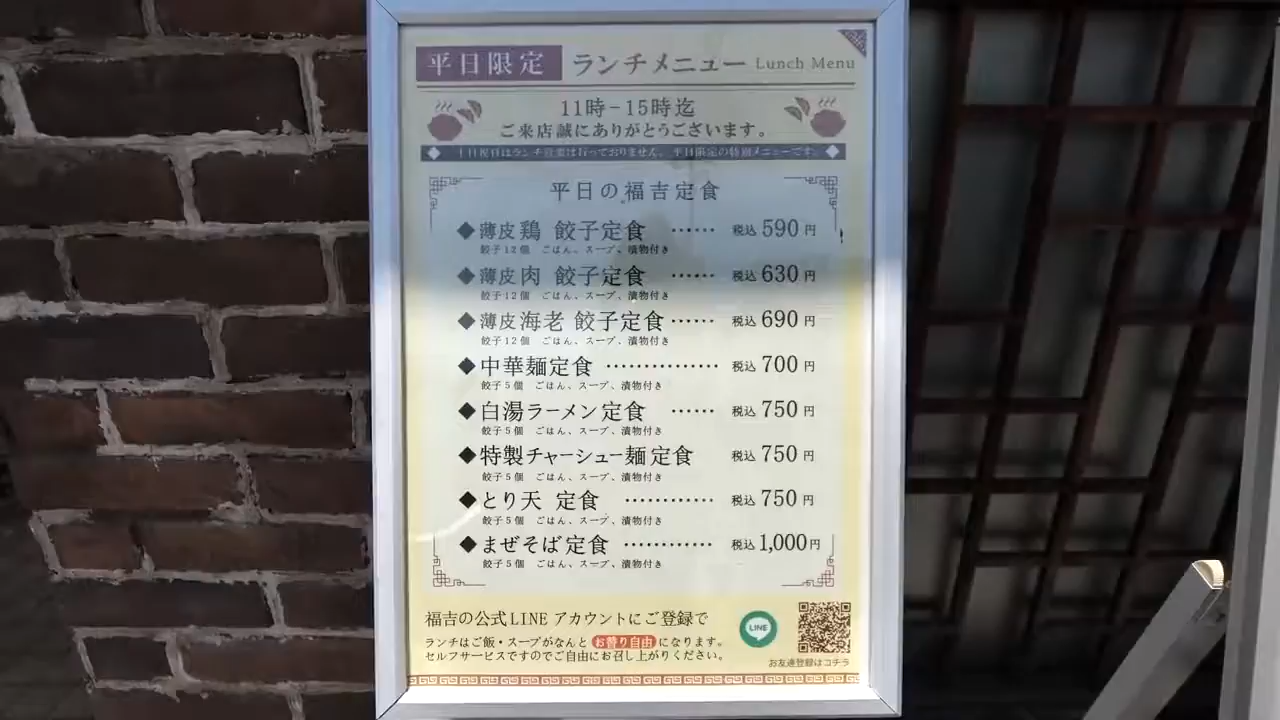 平日限定 ランチメニュー Lunch Menu
11時-15時迄
ご来店誠にありがとうございます。
土日祝日はランチ営業は行っておりません。 平日限定の特別メニューです。
平日の福吉定食
◆薄皮鶏 餃子定食 ・・・・・・ 税込 590 円
餃子12個 ごはん、スープ、漬物付き
◆薄皮肉 餃子定食 ・・・・・・ 税込 630 円
餃子12個 ごはん、スープ、漬物付き
◆薄皮海老 餃子定食 ・・・・・・ 税込 690 円
餃子12個 ごはん、スープ、漬物付き
◆中華麺定食 ・・・・・・・・・・・・・・・ 税込 700 円
餃子5個 ごはん、スープ、漬物付き
◆白湯ラーメン定食 ・・・・・・ 税込 750 円
餃子5個 ごはん、スープ、漬物付き
◆特製チャーシュー麺定食 税込 750 円
餃子5個 ごはん、スープ、漬物付き
◆とり天 定食 ・・・・・・・・・・・・ 税込 750 円
餃子5個 ごはん、スープ、漬物付き
◆まぜそば定食 ・・・・・・・・・・・・ 税込 1,000 円
餃子5個 ごはん、スープ、漬物付き
福吉の公式LINE アカウントにご登録で
ランチはご飯・スープがなんとお替り自由になります。
セルフサービスですのでご自由にお召し上がりください。
LINE
お友達登録はコチラ